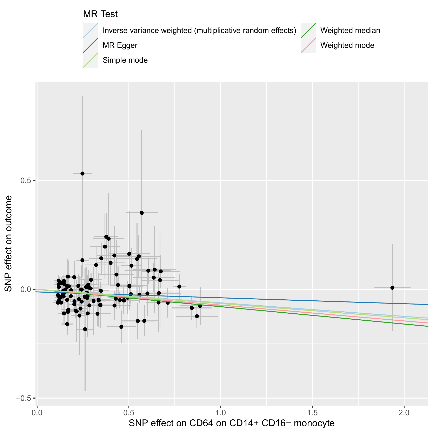 MR Test
Inverse variance weighted (multiplicative random effects)
Weighted median
MR Egger
Weighted mode
Simple mode
SNP effect on outcome
0.5
0.0
−0.5
0.0
0.5
1.0
1.5
2.0
SNP effect on CD64 on CD14+ CD16− monocyte